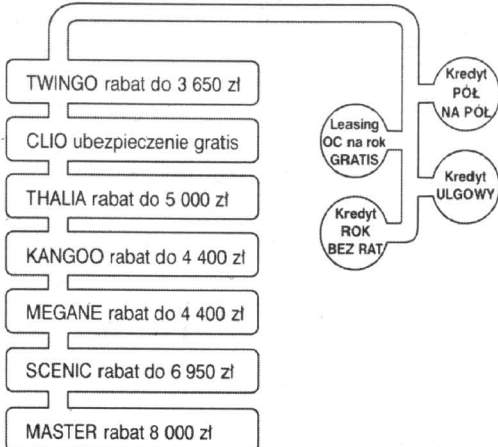 TWINGO rabat do 3 650 zł
CLIO ubezpieczenie gratis
THALIA rabat do 5 000 zł
KANGOO rabat do 4 400 zł
MEGANE rabat do 4 400 zł
SCENIC rabat do 6 950 zł
MASTER rabat 8 000 zł
Kredyt
PÓŁ
NA PÓŁ
Leasing
OC na rok
GRATIS
Kredyt
ULGOWY
Kredyt
ROK
BEZ RAT